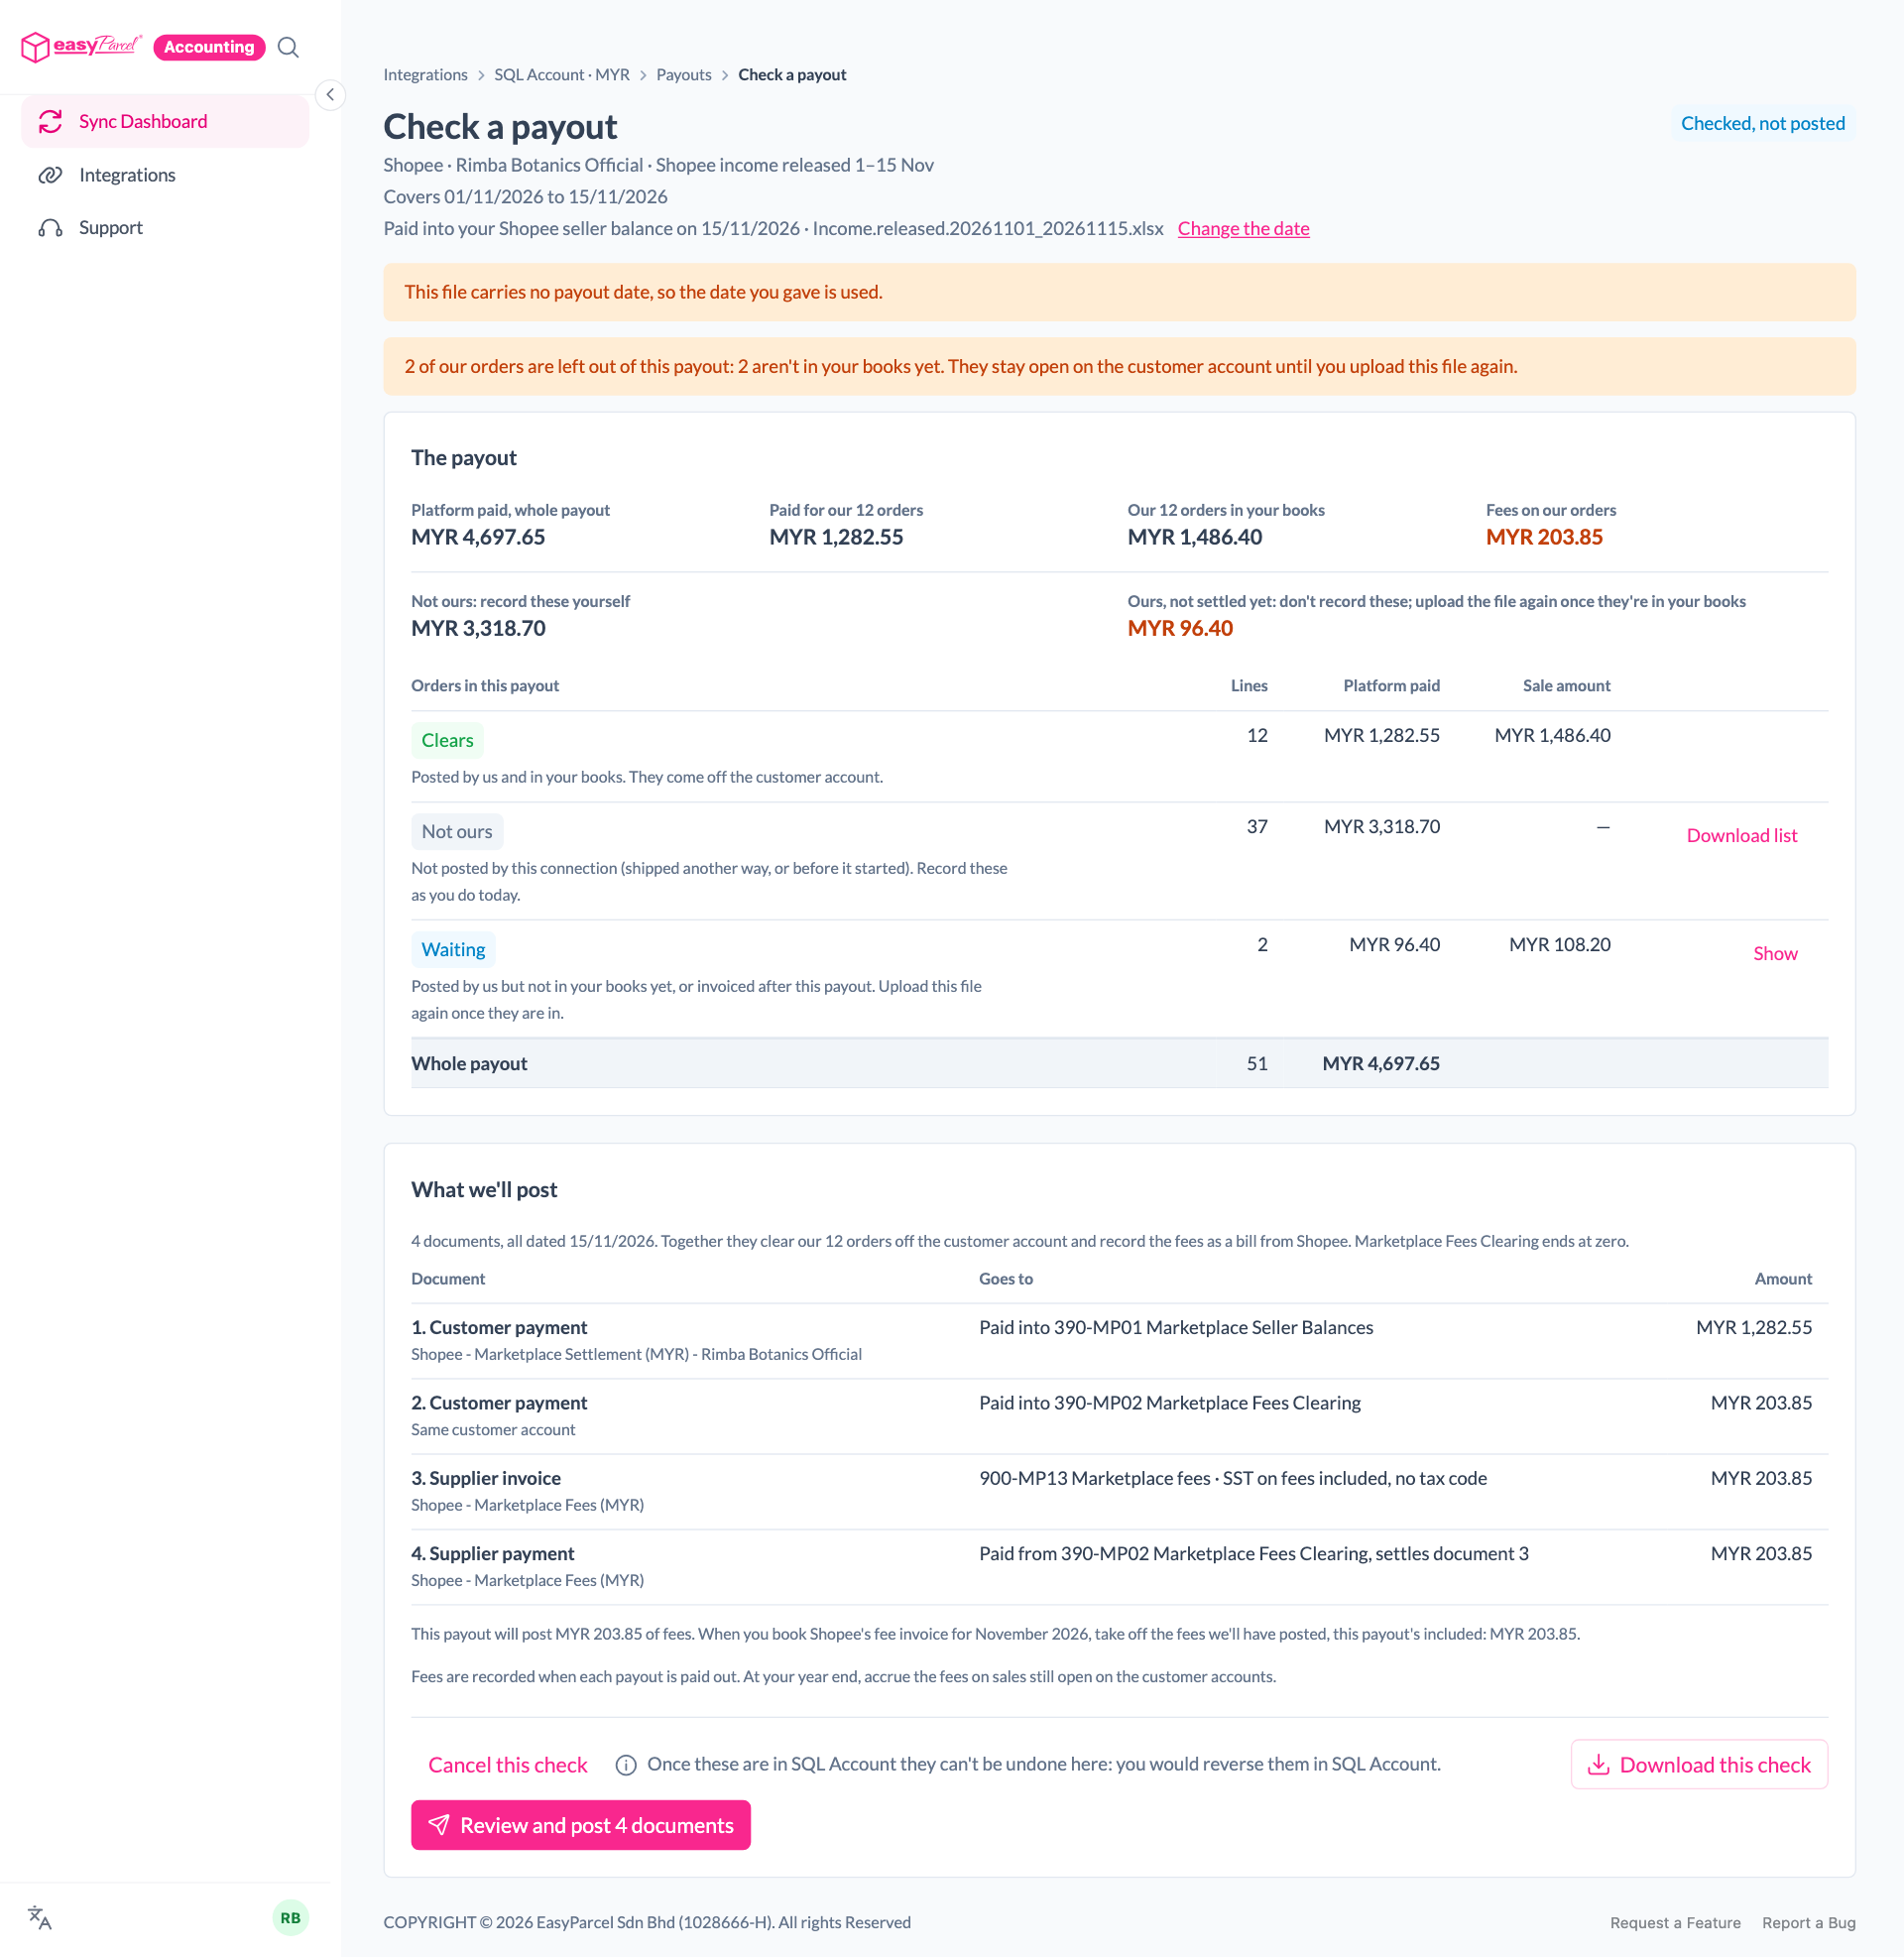 easyParcel Accounting
Sync Dashboard
Integrations
Support
Integrations > SQL Account · MYR > Payouts > Check a payout
Check a payout
Checked, not posted
Shopee · Rimba Botanics Official · Shopee income released 1–15 Nov
Covers 01/11/2026 to 15/11/2026
Paid into your Shopee seller balance on 15/11/2026 · Income.released.20261101_20261115.xlsx Change the date
This file carries no payout date, so the date you gave is used.
2 of our orders are left out of this payout: 2 aren't in your books yet. They stay open on the customer account until you upload this file again.
The payout
Platform paid, whole payout Paid for our 12 orders Our 12 orders in your books Fees on our orders
MYR 4,697.65 MYR 1,282.55 MYR 1,486.40 MYR 203.85
Not ours: record these yourself Ours, not settled yet: don't record these; upload the file again once they're in your books
MYR 3,318.70 MYR 96.40
Orders in this payout Lines Platform paid Sale amount
Clears 12 MYR 1,282.55 MYR 1,486.40
Posted by us and in your books. They come off the customer account.
Not ours 37 MYR 3,318.70 — Download list
Not posted by this connection (shipped another way, or before it started). Record these
as you do today.
Waiting 2 MYR 96.40 MYR 108.20 Show
Posted by us but not in your books yet, or invoiced after this payout. Upload this file
again once they are in.
Whole payout 51 MYR 4,697.65
What we'll post
4 documents, all dated 15/11/2026. Together they clear our 12 orders off the customer account and record the fees as a bill from Shopee. Marketplace Fees Clearing ends at zero.
Document Goes to Amount
1. Customer payment Paid into 390-MP01 Marketplace Seller Balances MYR 1,282.55
Shopee - Marketplace Settlement (MYR) - Rimba Botanics Official
2. Customer payment Paid into 390-MP02 Marketplace Fees Clearing MYR 203.85
Same customer account
3. Supplier invoice 900-MP13 Marketplace fees · SST on fees included, no tax code MYR 203.85
Shopee - Marketplace Fees (MYR)
4. Supplier payment Paid from 390-MP02 Marketplace Fees Clearing, settles document 3 MYR 203.85
Shopee - Marketplace Fees (MYR)
This payout will post MYR 203.85 of fees. When you book Shopee's fee invoice for November 2026, take off the fees we'll have posted, this payout's included: MYR 203.85.
Fees are recorded when each payout is paid out. At your year end, accrue the fees on sales still open on the customer accounts.
Cancel this check Once these are in SQL Account they can't be undone here: you would reverse them in SQL Account. Download this check
Review and post 4 documents
RB
COPYRIGHT © 2026 EasyParcel Sdn Bhd (1028666-H). All rights Reserved Request a Feature Report a Bug